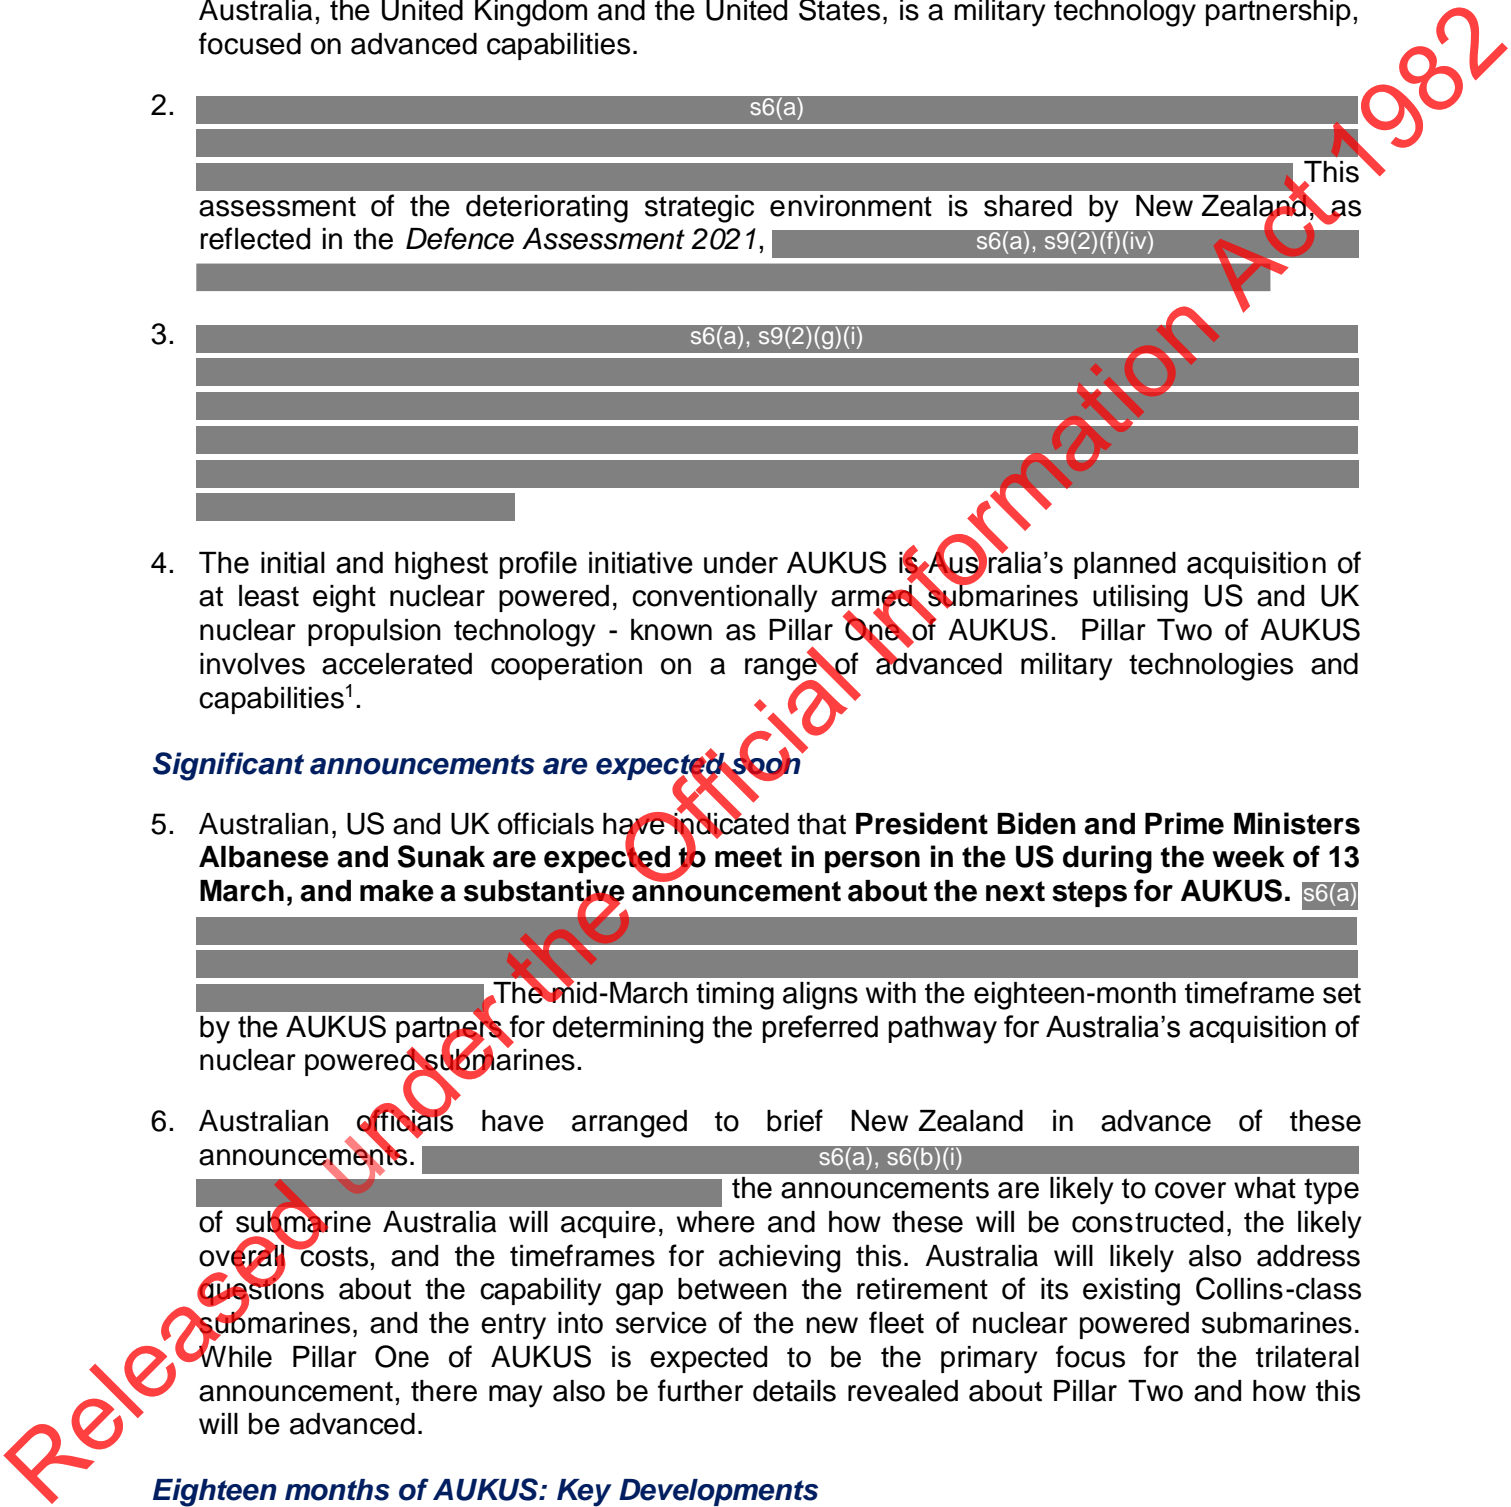 Australia, the United Kingdom and the United States, is a military technology partnership,
focused on advanced capabilities.
2. s6(a)
This
assessment of the deteriorating strategic environment is shared by New Zealand, as
reflected in the Defence Assessment 2021, s6(a), s9(2)(f)(iv)
3. s6(a), s9(2)(g)(i)
4. The initial and highest profile initiative under AUKUS is Australia's planned acquisition of
at least eight nuclear powered, conventionally armed submarines utilising US and UK
nuclear propulsion technology - known as Pillar One of AUKUS. Pillar Two of AUKUS
involves accelerated cooperation on a range of advanced military technologies and
capabilities¹.
Significant announcements are expected soon
5. Australian, US and UK officials have indicated that President Biden and Prime Ministers
Albanese and Sunak are expected to meet in person in the US during the week of 13
March, and make a substantive announcement about the next steps for AUKUS. s6(a)
The mid-March timing aligns with the eighteen-month timeframe set
by the AUKUS partners for determining the preferred pathway for Australia's acquisition of
nuclear powered submarines.
6. Australian officials have arranged to brief New Zealand in advance of these
announcements. s6(a), s6(b)(i)
the announcements are likely to cover what type
of submarine Australia will acquire, where and how these will be constructed, the likely
overall costs, and the timeframes for achieving this. Australia will likely also address
questions about the capability gap between the retirement of its existing Collins-class
submarines, and the entry into service of the new fleet of nuclear powered submarines.
While Pillar One of AUKUS is expected to be the primary focus for the trilateral
announcement, there may also be further details revealed about Pillar Two and how this
will be advanced.
Eighteen months of AUKUS: Key Developments
Released under the Official Information Act 1982